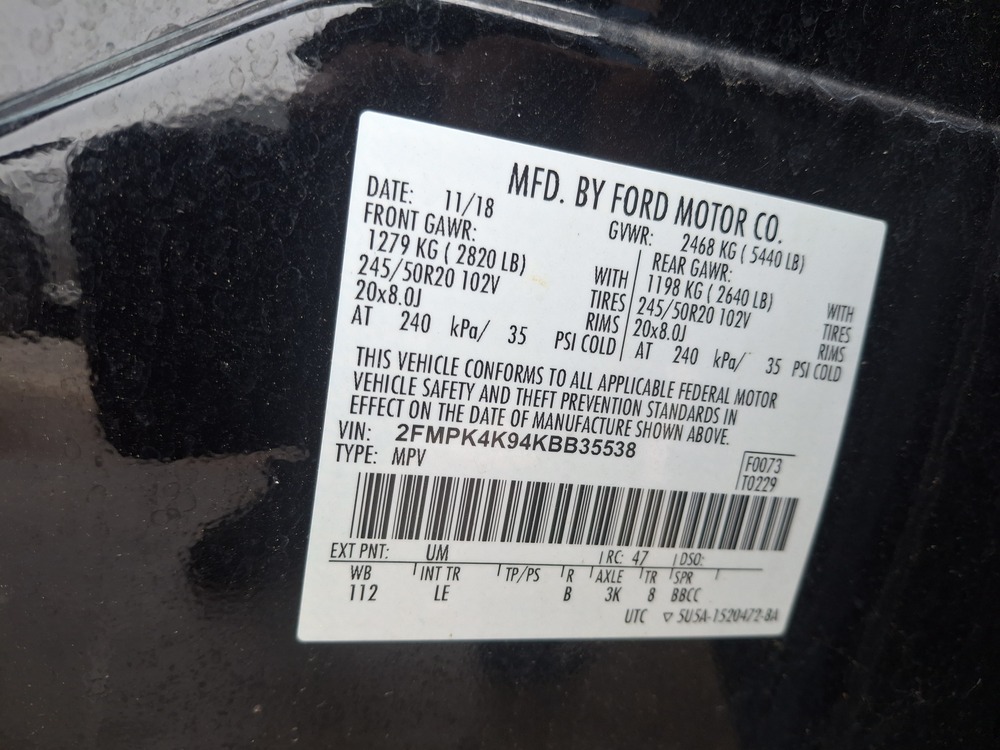 MFD. BY FORD MOTOR CO.
DATE: 11/18 GVWR: 2468 KG ( 5440 LB)
FRONT GAWR: REAR GAWR:
1279 KG ( 2820 LB) WITH 1198 KG ( 2640 LB) WITH
245/50R20 102V TIRES 245/50R20 102V TIRES
20x8.0J RIMS 20x8.0J RIMS
AT 240 kPa/ 35 PSI COLD AT 240 kPa/ 35 PSI COLD
THIS VEHICLE CONFORMS TO ALL APPLICABLE FEDERAL MOTOR
VEHICLE SAFETY AND THEFT PREVENTION STANDARDS IN
EFFECT ON THE DATE OF MANUFACTURE SHOWN ABOVE.
VIN: 2FMPK4K94KBB35538
TYPE: MPV
F0073
T0229
EXT PNT: UM RC: 47 DSO:
WB INT TR TP/PS R AXLE TR SPR
112 LE B 3K 8 BBCC
UTC ▽ 5U5A-1520472-BA